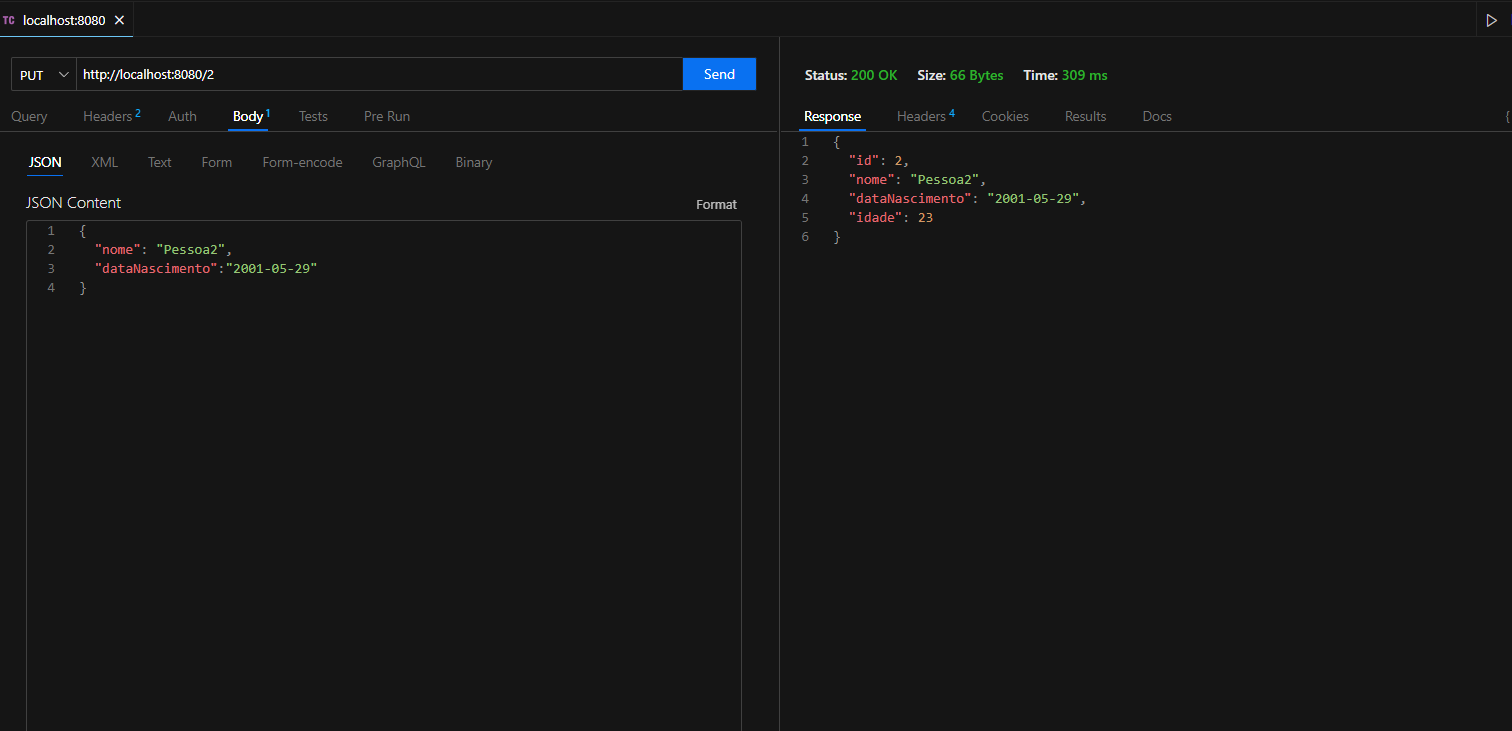 TC localhost:8080 ✕
PUT http://localhost:8080/2 Send
Query Headers 2 Auth Body 1 Tests Pre Run
JSON XML Text Form Form-encode GraphQL Binary
JSON Content Format
1 {
2 "nome": "Pessoa2",
3 "dataNascimento":"2001-05-29"
4 }
Status: 200 OK Size: 66 Bytes Time: 309 ms
Response Headers 4 Cookies Results Docs {
1 {
2 "id": 2,
3 "nome": "Pessoa2",
4 "dataNascimento": "2001-05-29",
5 "idade": 23
6 }